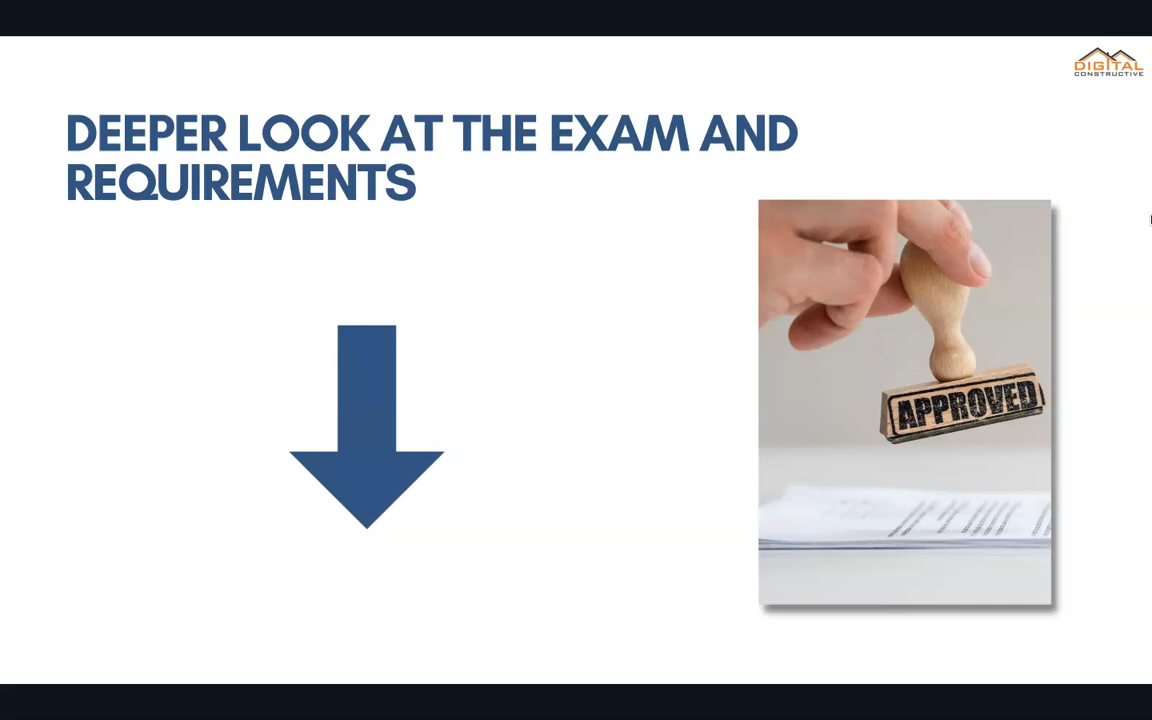 DIGITAL
CONSTRUCTIVE
DEEPER LOOK AT THE EXAM AND
REQUIREMENTS
APPROVED